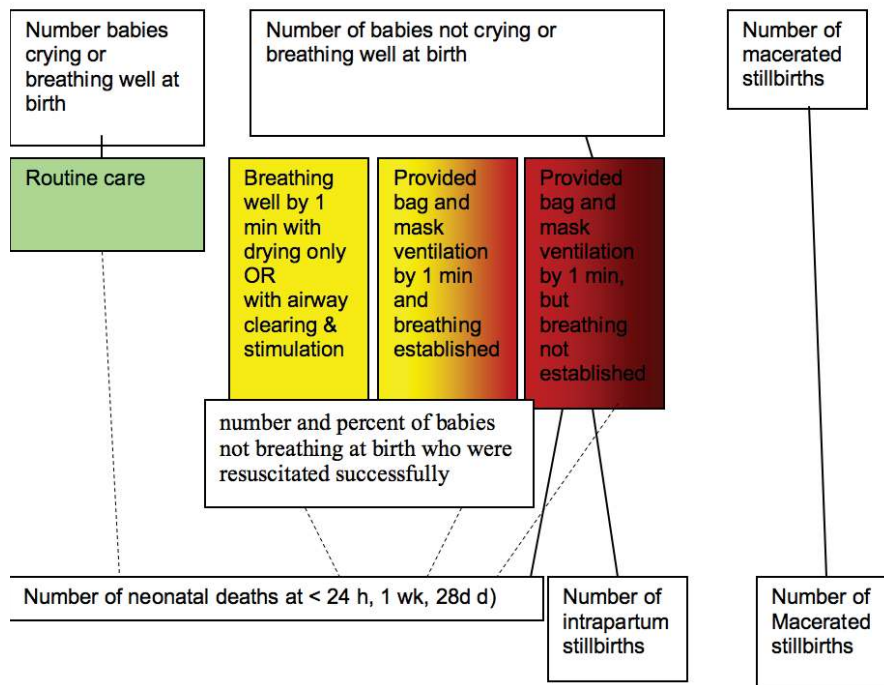 Number babies
crying or
breathing well at
birth
Number of babies not crying or
breathing well at birth
Number of
macerated
stillbirths
Routine care
Breathing
well by 1
min with
drying only
OR
with airway
clearing &
stimulation
Provided
bag and
mask
ventilation
by 1 min
and
breathing
established
Provided
bag and
mask
ventilation
by 1 min,
but
breathing
not
established
number and percent of babies
not breathing at birth who were
resuscitated successfully
Number of neonatal deaths at < 24 h, 1 wk, 28d d)
Number of
intrapartum
stillbirths
Number of
Macerated
stillbirths